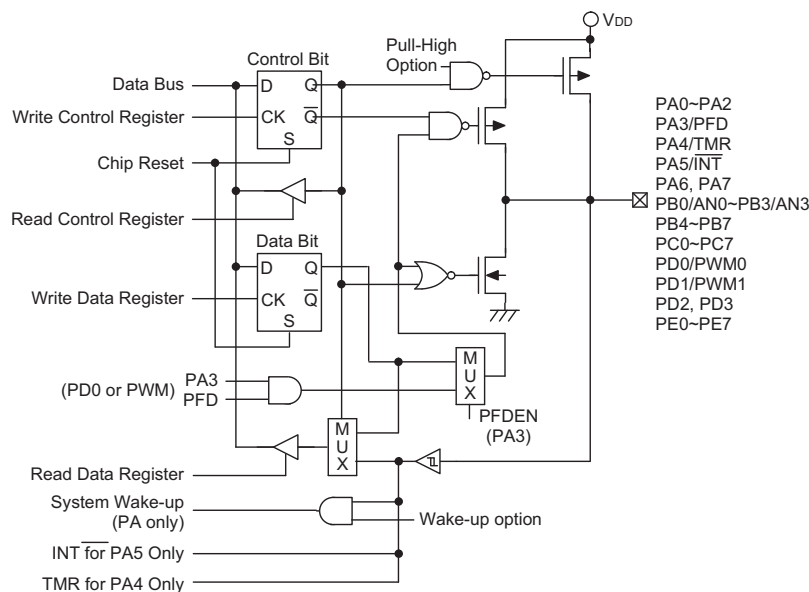 VDD
Control Bit
Pull-High
Option
Data Bus
D
Q
Write Control Register
CK
Q
S
Chip Reset
Read Control Register
Data Bit
D
Q
Write Data Register
CK
Q
S
(PD0 or PWM)
PA3
PFD
M
U
X
PFDEN
(PA3)
M
U
X
Read Data Register
System Wake-up
(PA only)
Wake-up option
INT for PA5 Only
TMR for PA4 Only
PA0~PA2
PA3/PFD
PA4/TMR
PA5/INT
PA6, PA7
PB0/AN0~PB3/AN3
PB4~PB7
PC0~PC7
PD0/PWM0
PD1/PWM1
PD2, PD3
PE0~PE7